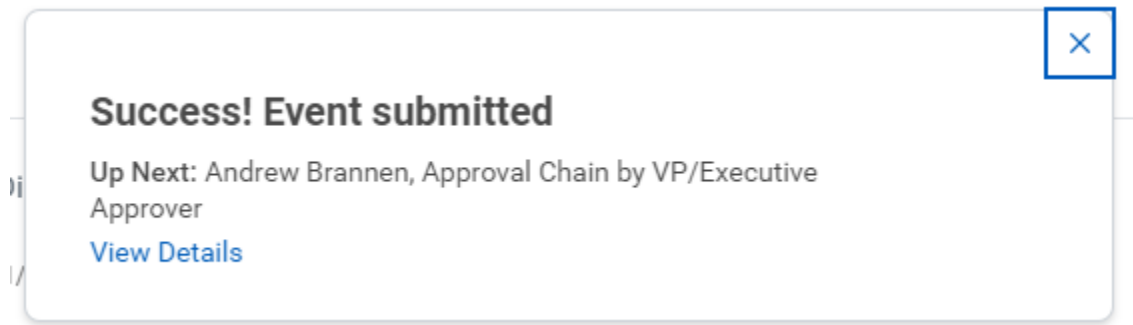 Success! Event submitted
Up Next: Andrew Brannen, Approval Chain by VP/Executive
Approver
View Details